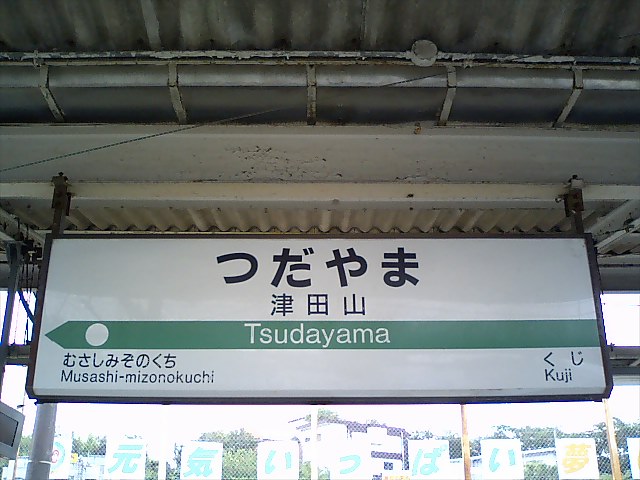 つだやま
津田山
Tsudayama
むさしみぞのくち
Musashi-mizonokuchi
くじ
Kuji
元気いっぱい夢